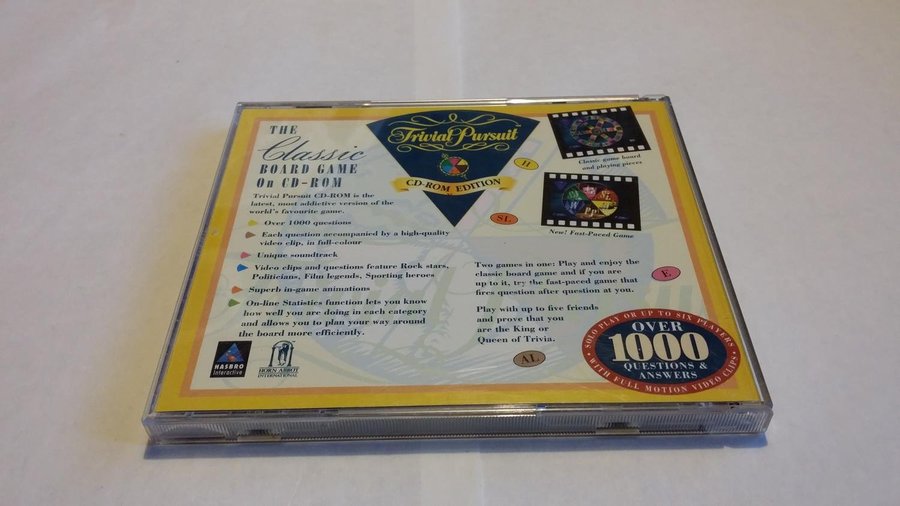 THE
Classic
BOARD GAME
On CD-ROM
Trivial Pursuit CD-ROM is the
latest, most addictive version of the
world's favourite game.
Over 1000 questions
Each question accompanied by a high-quality
video clip, in full-colour
Unique soundtrack
Video clips and questions feature Rock stars,
Politicians, Film legends, Sporting heroes
Superb in-game animations
On-line Statistics function lets you know
how well you are doing in each category
and allows you to plan your way around
the board more efficiently.
HASBRO
Interactive
HORN ABBOT
INTERNATIONAL
Trivial Pursuit
CD-ROM EDITION
H
SL
Classic game board
and playing pieces
New! Fast-Paced Game
Two games in one: Play and enjoy the
classic board game and if you are
up to it, try the fast-paced game that
fires question after question at you.
E
Play with up to five friends
and prove that you
are the King or
Queen of Trivia.
AL
SOLO PLAY OR UP TO SIX PLAYERS
OVER
1000
QUESTIONS &
ANSWERS
WITH FULL MOTION VIDEO CLIPS